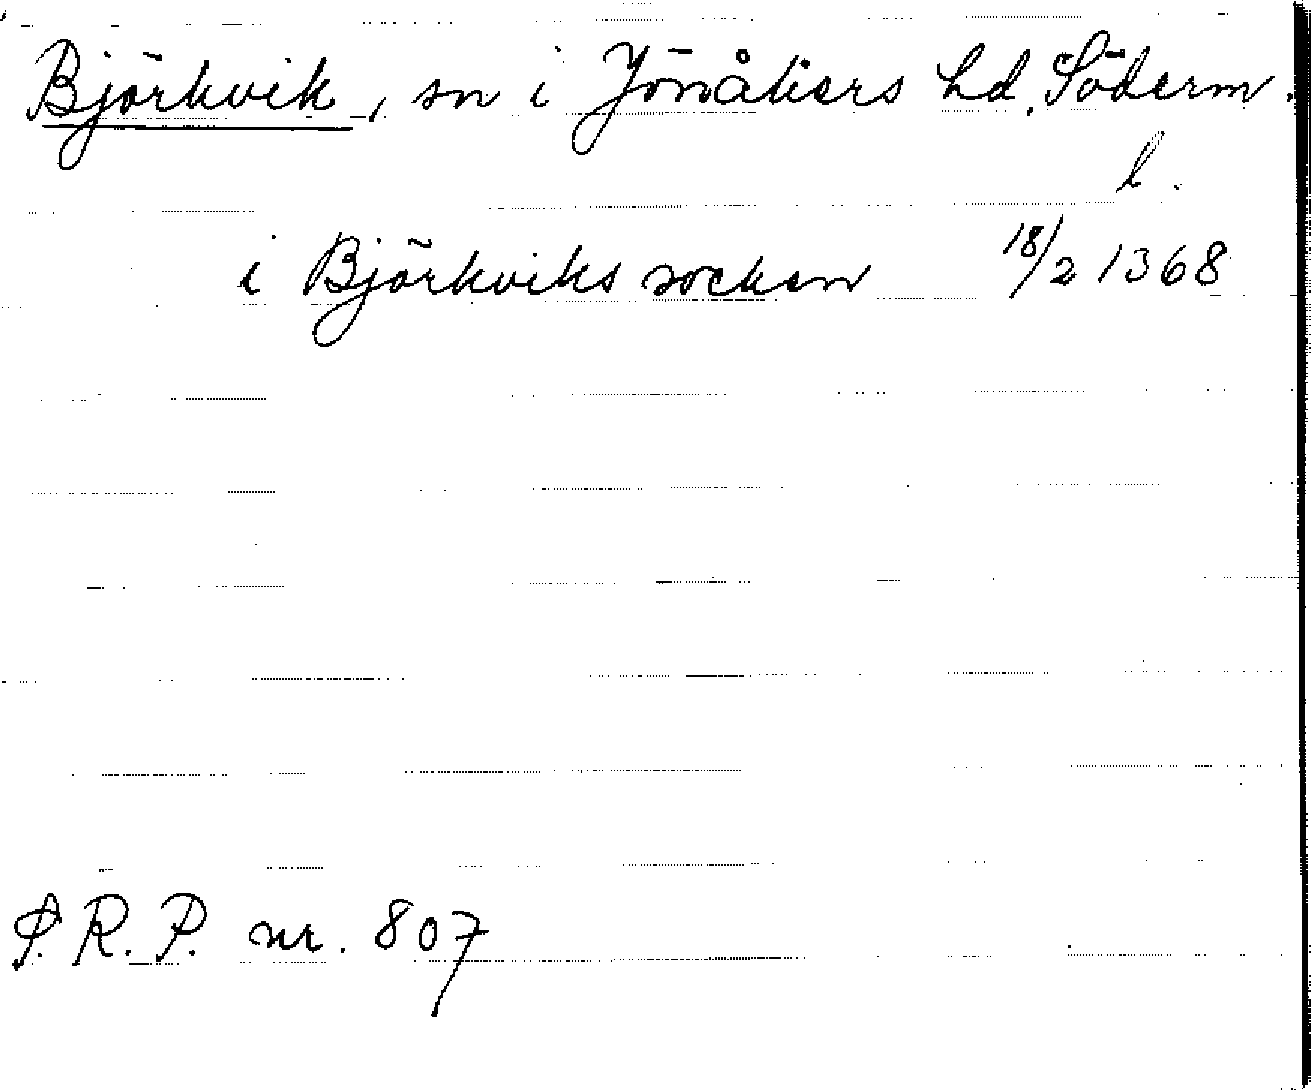 Björkvik, sn i Jönåkers hd, Söderm.
l.
i Björkviks socken 18/2 1368
S.R.P. nr. 807